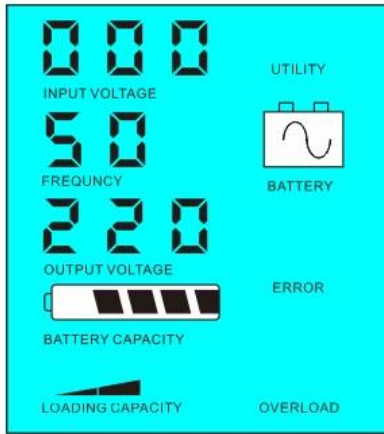 000
UTILITY
INPUT VOLTAGE
50
FREQUNCY
BATTERY
220
OUTPUT VOLTAGE
ERROR
BATTERY CAPACITY
LOADING CAPACITY
OVERLOAD